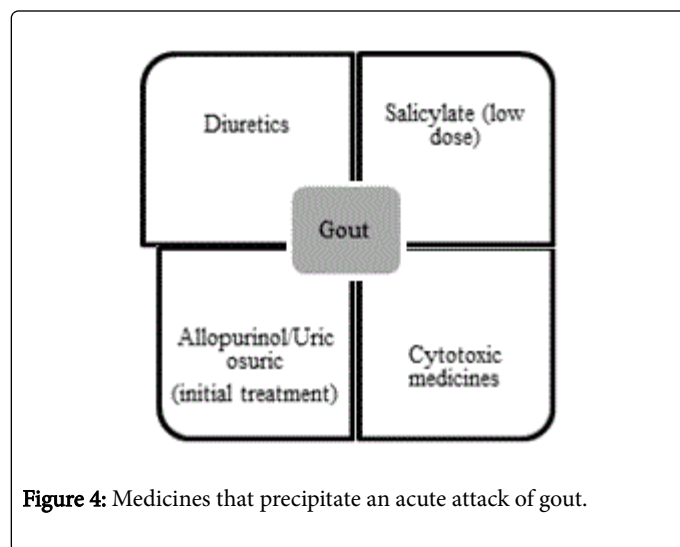 Diuretics
Salicylate (low
dose)
Gout
Allopurinol/Uric
osuric
(initial treatment)
Cytotoxic
medicines
Figure 4: Medicines that precipitate an acute attack of gout.